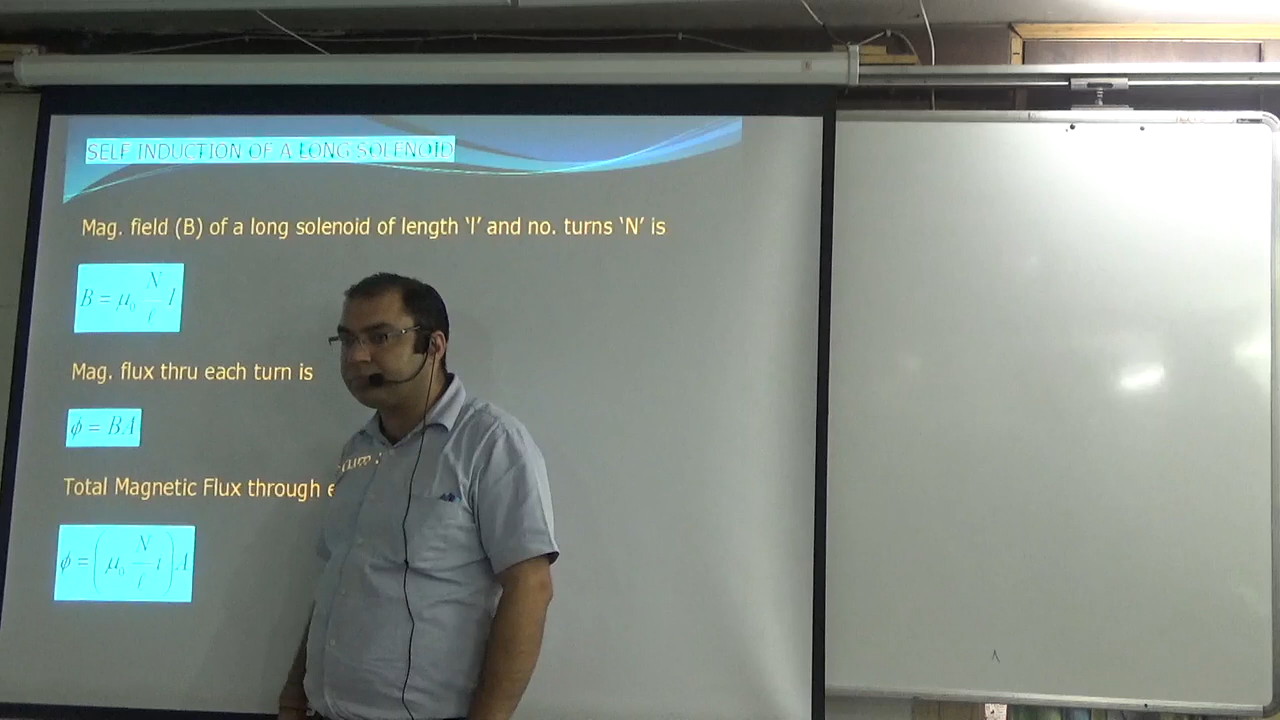 SELF INDUCTION OF A LONG SOLENOID
Mag. field (B) of a long solenoid of length 'l' and no. turns 'N' is
B = μ₀ N/ℓ I
Mag. flux thru each turn is
ϕ = BA
Total Magnetic Flux through
ϕ = (μ₀ N/ℓ I) A